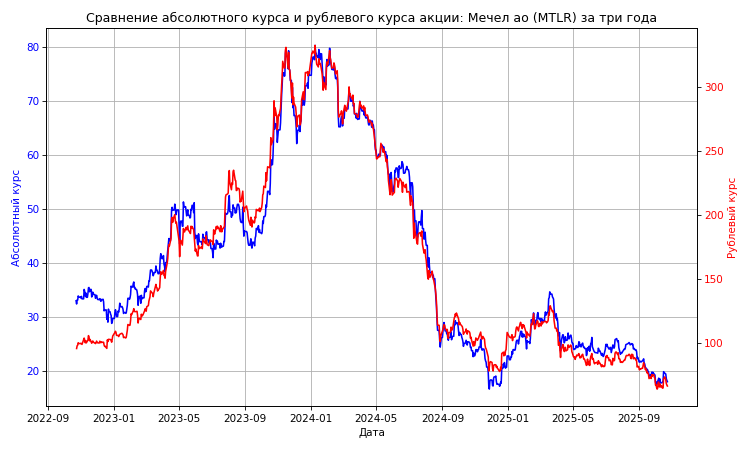 Сравнение абсолютного курса и рублевого курса акции: Мечел ао (MTLR) за три года
80
70
60
50
40
30
20
Абсолютный курс
300
250
200
150
100
Рублевый курс
2022-09 2023-01 2023-05 2023-09 2024-01 2024-05 2024-09 2025-01 2025-05 2025-09
Дата